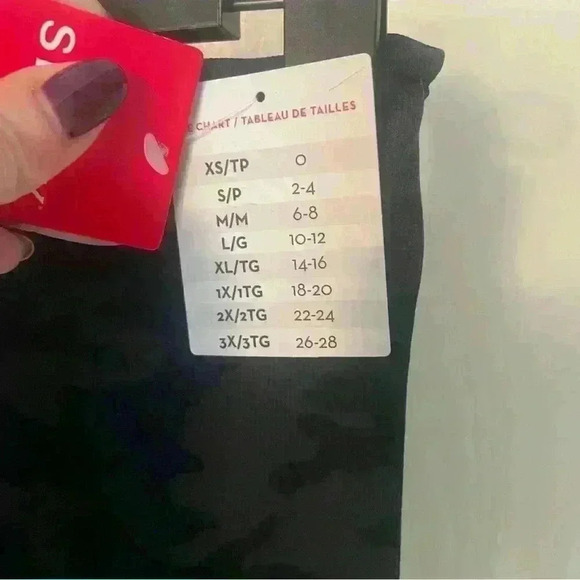 S
CHART / TABLEAU DE TAILLES
XS/TP 0
S/P 2-4
M/M 6-8
L/G 10-12
XL/TG 14-16
1X/1TG 18-20
2X/2TG 22-24
3X/3TG 26-28